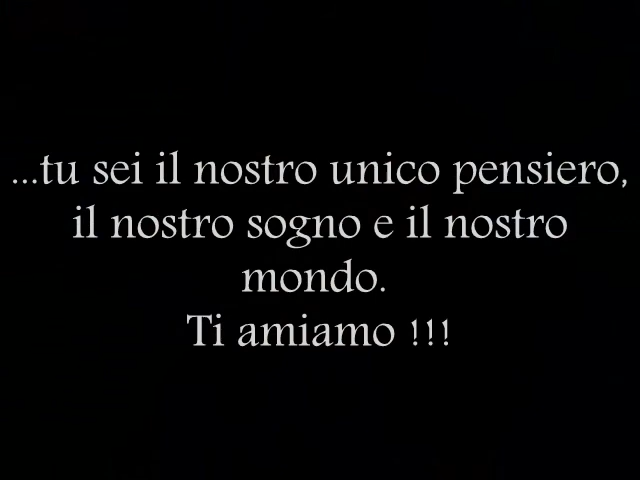 ...tu sei il nostro unico pensiero,
il nostro sogno e il nostro
mondo.
Ti amiamo !!!